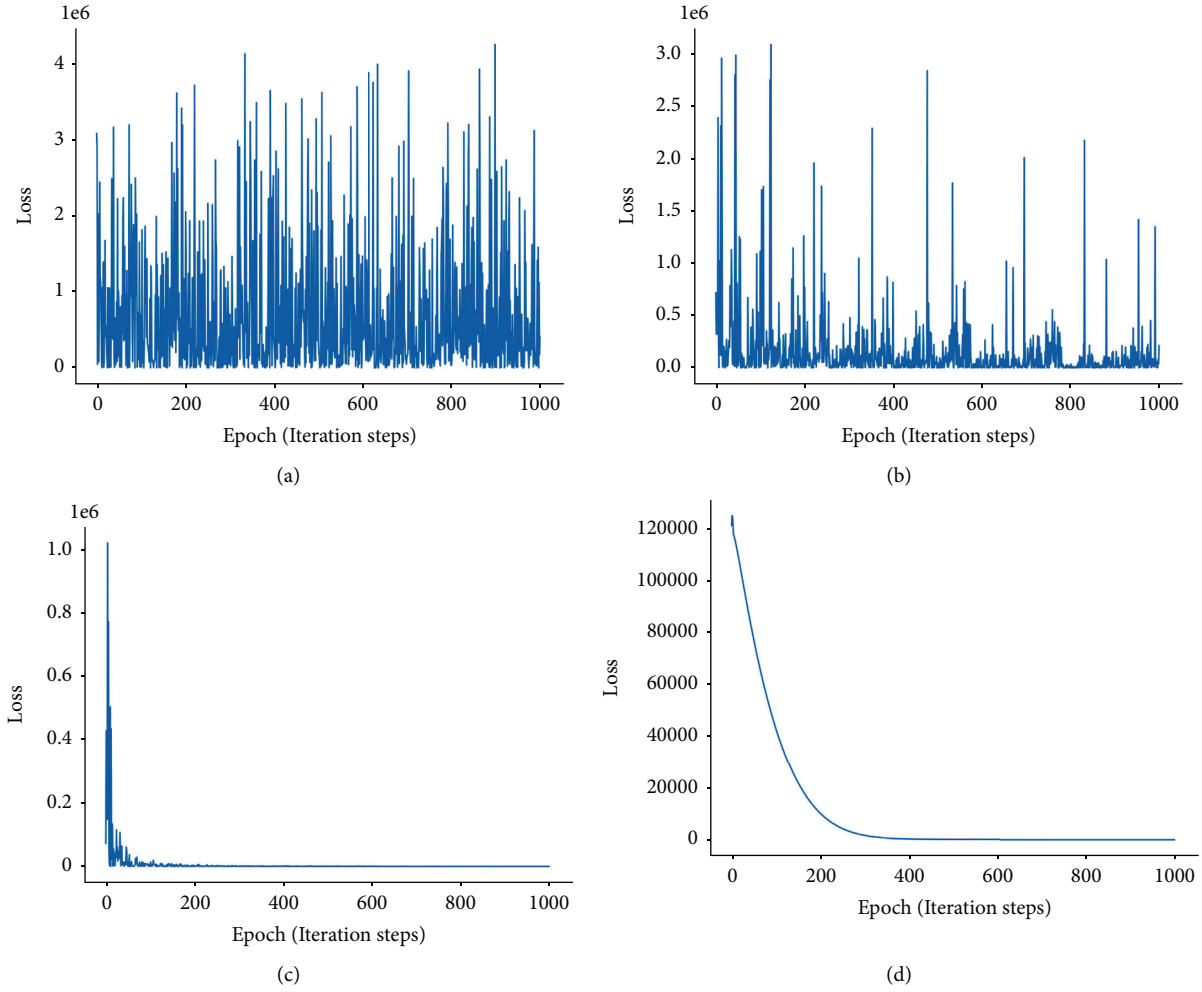 1e6
4
3
2
1
0
Loss
0 200 400 600 800 1000
Epoch (Iteration steps)
(a)
1e6
3.0
2.5
2.0
1.5
1.0
0.5
0.0
Loss
0 200 400 600 800 1000
Epoch (Iteration steps)
(b)
1e6
1.0
0.8
0.6
0.4
0.2
0
Loss
0 200 400 600 800 1000
Epoch (Iteration steps)
(c)
120000
100000
80000
60000
40000
20000
0
Loss
0 200 400 600 800 1000
Epoch (Iteration steps)
(d)